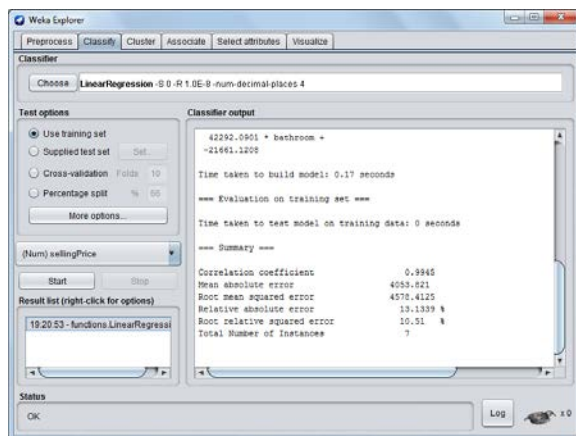 Weka Explorer
Preprocess Classify Cluster Associate Select attributes Visualize
Classifier
Choose LinearRegression -S 0 -R 1.0E-8 -num-decimal-places 4
Test options
Use training set
Supplied test set Set...
Cross-validation Folds 10
Percentage split % 66
More options...
(Num) sellingPrice
Start Stop
Result list (right-click for options)
19:20:53 - functions.LinearRegressi
Classifier output
42292.0901 * bathroom +
-21661.1208
Time taken to build model: 0.17 seconds
=== Evaluation on training set ===
Time taken to test model on training data: 0 seconds
=== Summary ===
Correlation coefficient 0.9945
Mean absolute error 4053.821
Root mean squared error 4578.4125
Relative absolute error 13.1339 %
Root relative squared error 10.51 %
Total Number of Instances 7
Status
OK
Log x 0